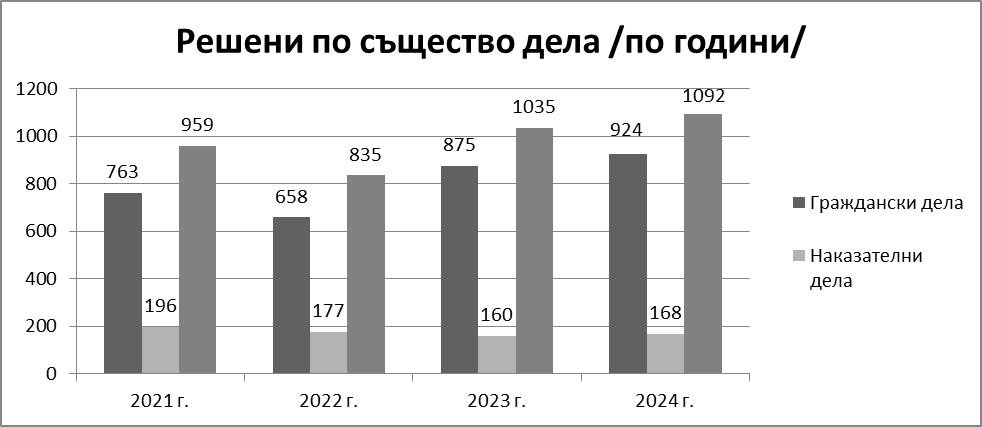 Решени по същество дела /по години/
1200
1000
800
600
400
200
0
763
196
959
658
177
835
875
160
1035
924
168
1092
2021 г.
2022 г.
2023 г.
2024 г.
Граждански дела
Наказателни
дела